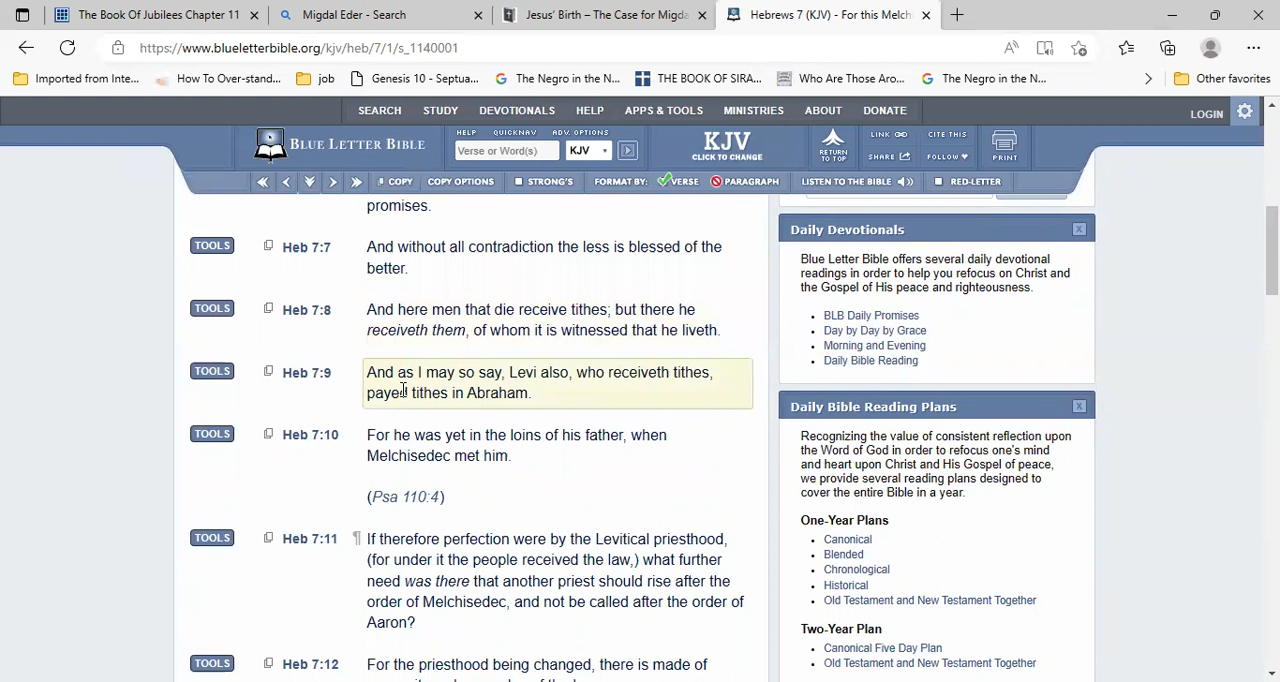 The Book Of Jubilees Chapter 11
Migdal Eder - Search
Jesus' Birth – The Case for Migda
Hebrews 7 (KJV) - For this Melch
https://www.blueletterbible.org/kjv/heb/7/1/s_1140001
Imported from Inte...
How To Over-stand...
job
Genesis 10 - Septua...
The Negro in the N...
THE BOOK OF SIRA...
Who Are Those Aro...
The Negro in the N...
Other favorites
SEARCH STUDY DEVOTIONALS HELP APPS & TOOLS MINISTRIES ABOUT DONATE
LOGIN
BLUE LETTER BIBLE
HELP QUICKNAV ADV. OPTIONS
Verse or Word(s)
KJV
KJV
CLICK TO CHANGE
RETURN
TO TOP
LINK
CITE THIS
SHARE
FOLLOW
PRINT
COPY COPY OPTIONS STRONG'S FORMAT BY: VERSE PARAGRAPH LISTEN TO THE BIBLE RED-LETTER
promises.
TOOLS Heb 7:7 And without all contradiction the less is blessed of the
better.
TOOLS Heb 7:8 And here men that die receive tithes; but there he
receiveth them, of whom it is witnessed that he liveth.
TOOLS Heb 7:9 And as I may so say, Levi also, who receiveth tithes,
payed tithes in Abraham.
TOOLS Heb 7:10 For he was yet in the loins of his father, when
Melchisedec met him.
(Psa 110:4)
TOOLS Heb 7:11 ¶ If therefore perfection were by the Levitical priesthood,
(for under it the people received the law,) what further
need was there that another priest should rise after the
order of Melchisedec, and not be called after the order of
Aaron?
TOOLS Heb 7:12 For the priesthood being changed, there is made of
Daily Devotionals
Blue Letter Bible offers several daily devotional
readings in order to help you refocus on Christ and
the Gospel of His peace and righteousness.
BLB Daily Promises
Day by Day by Grace
Morning and Evening
Daily Bible Reading
Daily Bible Reading Plans
Recognizing the value of consistent reflection upon
the Word of God in order to refocus one's mind
and heart upon Christ and His Gospel of peace,
we provide several reading plans designed to
cover the entire Bible in a year.
One-Year Plans
Canonical
Blended
Chronological
Historical
Old Testament and New Testament Together
Two-Year Plan
Canonical Five Day Plan
Old Testament and New Testament Together